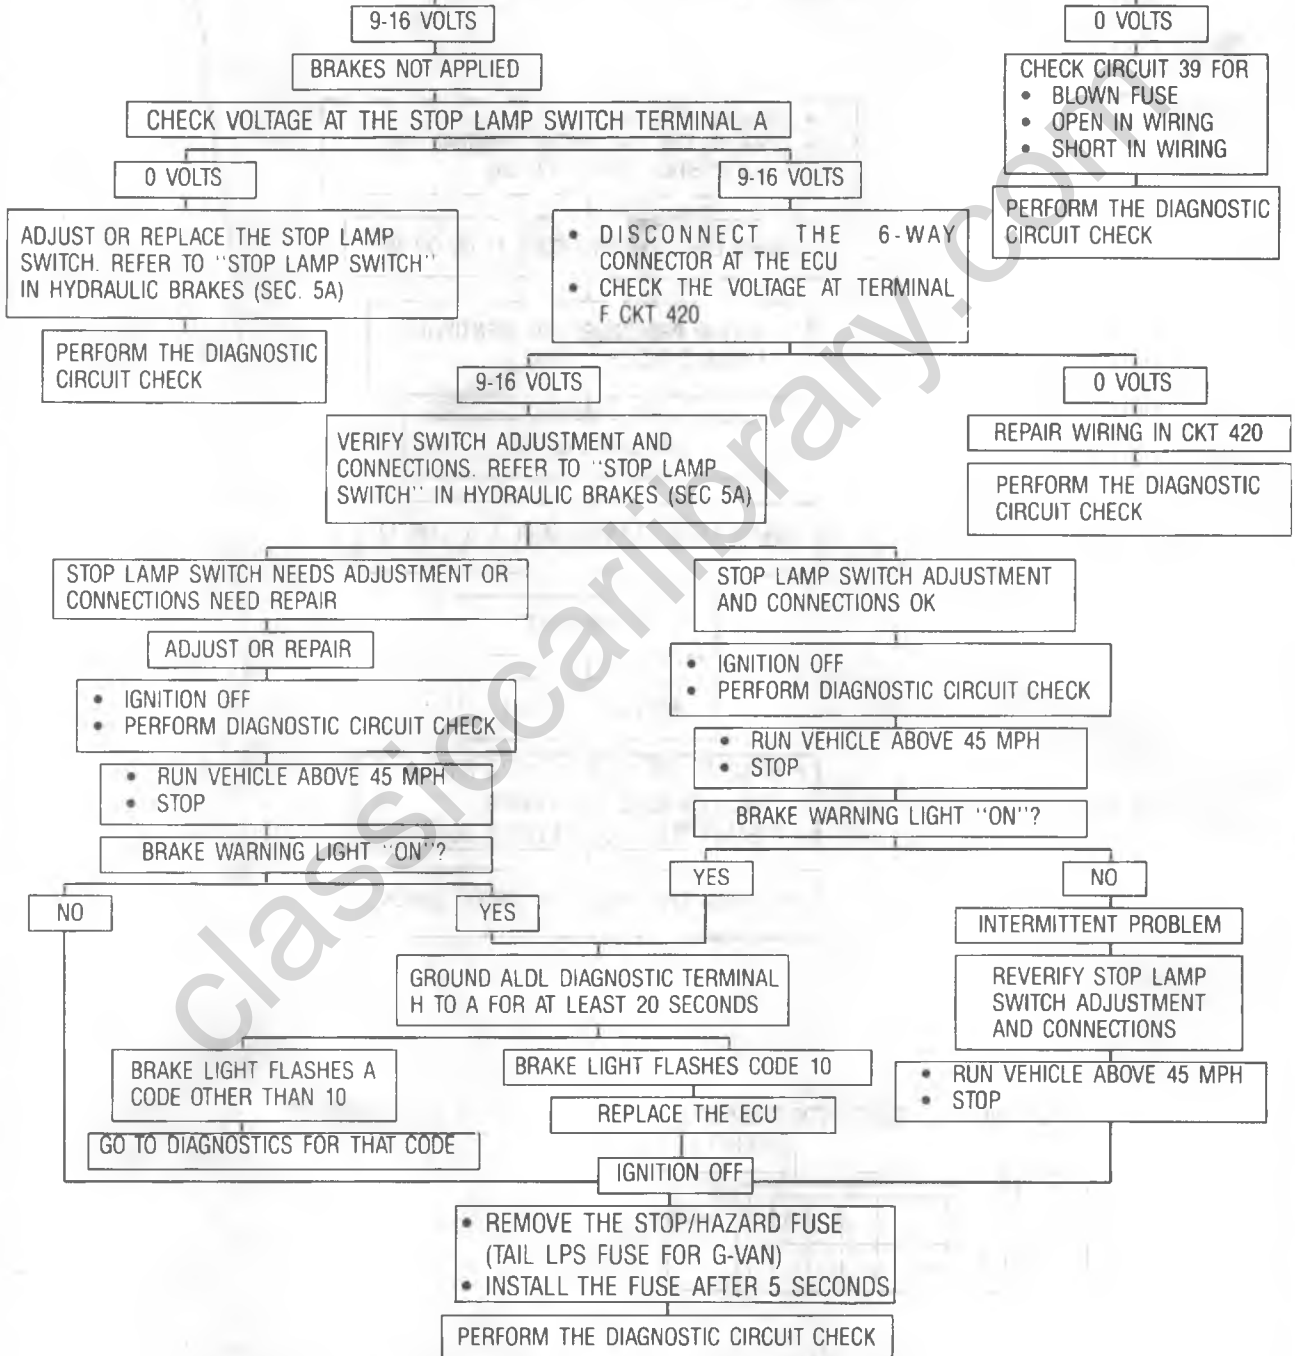 9-16 VOLTS
0 VOLTS
BRAKES NOT APPLIED
CHECK CIRCUIT 39 FOR
• BLOWN FUSE
• OPEN IN WIRING
• SHORT IN WIRING
CHECK VOLTAGE AT THE STOP LAMP SWITCH TERMINAL A
0 VOLTS
9-16 VOLTS
PERFORM THE DIAGNOSTIC
CIRCUIT CHECK
ADJUST OR REPLACE THE STOP LAMP
SWITCH. REFER TO "STOP LAMP SWITCH"
IN HYDRAULIC BRAKES (SEC. 5A)
• DISCONNECT THE 6-WAY
CONNECTOR AT THE ECU
• CHECK THE VOLTAGE AT TERMINAL
F CKT 420
PERFORM THE DIAGNOSTIC
CIRCUIT CHECK
9-16 VOLTS
0 VOLTS
VERIFY SWITCH ADJUSTMENT AND
CONNECTIONS. REFER TO "STOP LAMP
SWITCH" IN HYDRAULIC BRAKES (SEC 5A)
REPAIR WIRING IN CKT 420
PERFORM THE DIAGNOSTIC
CIRCUIT CHECK
STOP LAMP SWITCH NEEDS ADJUSTMENT OR
CONNECTIONS NEED REPAIR
STOP LAMP SWITCH ADJUSTMENT
AND CONNECTIONS OK
ADJUST OR REPAIR
• IGNITION OFF
• PERFORM DIAGNOSTIC CIRCUIT CHECK
• IGNITION OFF
• PERFORM DIAGNOSTIC CIRCUIT CHECK
• RUN VEHICLE ABOVE 45 MPH
• STOP
• RUN VEHICLE ABOVE 45 MPH
• STOP
BRAKE WARNING LIGHT "ON"?
BRAKE WARNING LIGHT "ON"?
YES
NO
NO
YES
INTERMITTENT PROBLEM
GROUND ALDL DIAGNOSTIC TERMINAL
H TO A FOR AT LEAST 20 SECONDS
REVERIFY STOP LAMP
SWITCH ADJUSTMENT
AND CONNECTIONS
BRAKE LIGHT FLASHES A
CODE OTHER THAN 10
BRAKE LIGHT FLASHES CODE 10
• RUN VEHICLE ABOVE 45 MPH
• STOP
REPLACE THE ECU
GO TO DIAGNOSTICS FOR THAT CODE
IGNITION OFF
• REMOVE THE STOP/HAZARD FUSE
(TAIL LPS FUSE FOR G-VAN)
• INSTALL THE FUSE AFTER 5 SECONDS
PERFORM THE DIAGNOSTIC CIRCUIT CHECK
classiccarlibrary.com